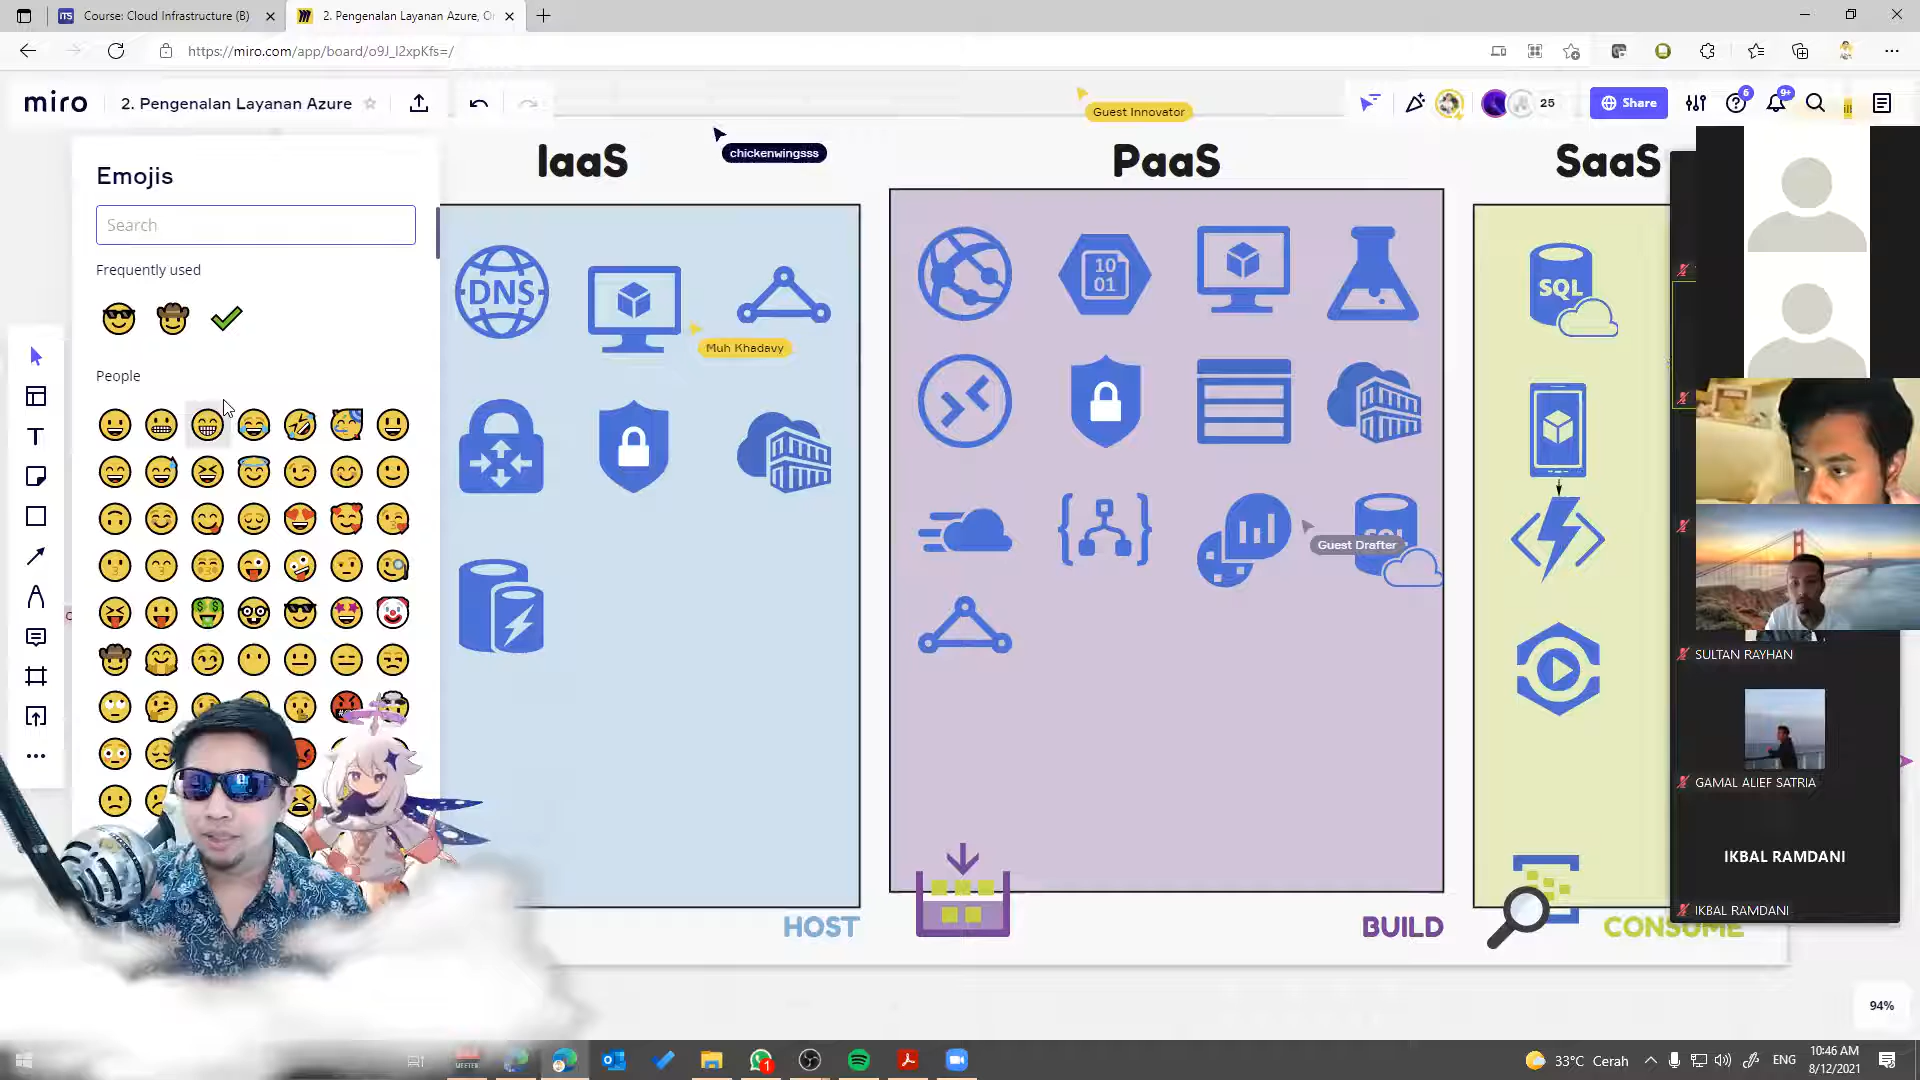 Course: Cloud Infrastructure (B)
2. Pengenalan Layanan Azure, O
https://miro.com/app/board/o9J_l2xpKfs=/
miro
2. Pengenalan Layanan Azure
Guest Innovator
25
Share
6
9+
chickenwingsss
IaaS
PaaS
SaaS
Emojis
Search
Frequently used
People
DNS
Muh Khadavy
10
01
SQL
Guest Drafter
SULTAN RAYHAN
GAMAL ALIEF SATRIA
IKBAL RAMDANI
IKBAL RAMDANI
HOST
BUILD
CONSUME
94%
1
33°C Cerah
ENG
10:46 AM
8/12/2021